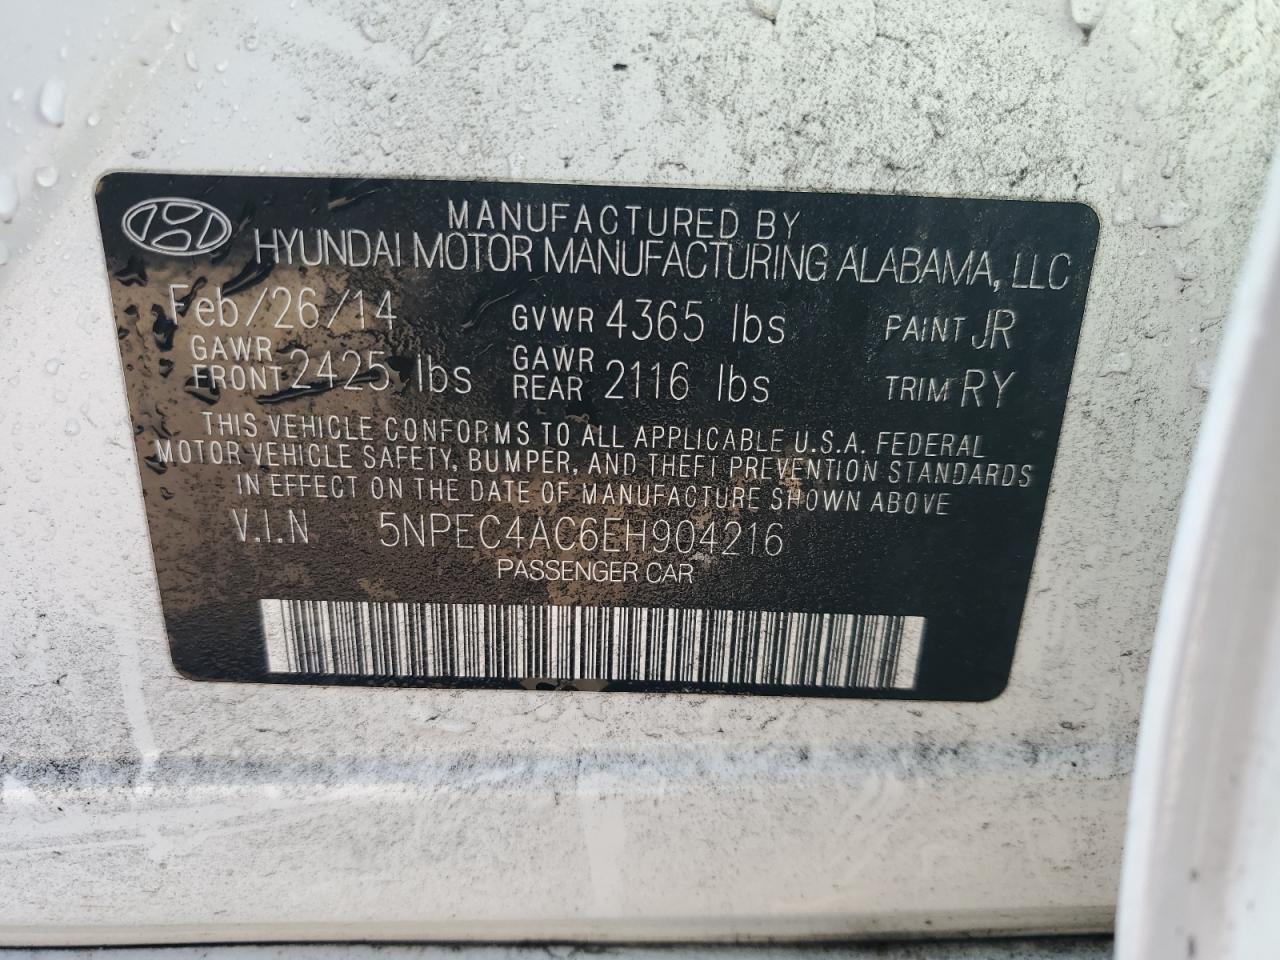 MANUFACTURED BY
HYUNDAI MOTOR MANUFACTURING ALABAMA, LLC
Feb/26/14 GVWR 4365 lbs PAINT JR
GAWR FRONT 2425 lbs GAWR REAR 2116 lbs TRIM RY
THIS VEHICLE CONFORMS TO ALL APPLICABLE U.S.A. FEDERAL
MOTOR VEHICLE SAFETY, BUMPER, AND THEFT PREVENTION STANDARDS
IN EFFECT ON THE DATE OF MANUFACTURE SHOWN ABOVE
V.I.N 5NPEC4AC6EH904216
PASSENGER CAR